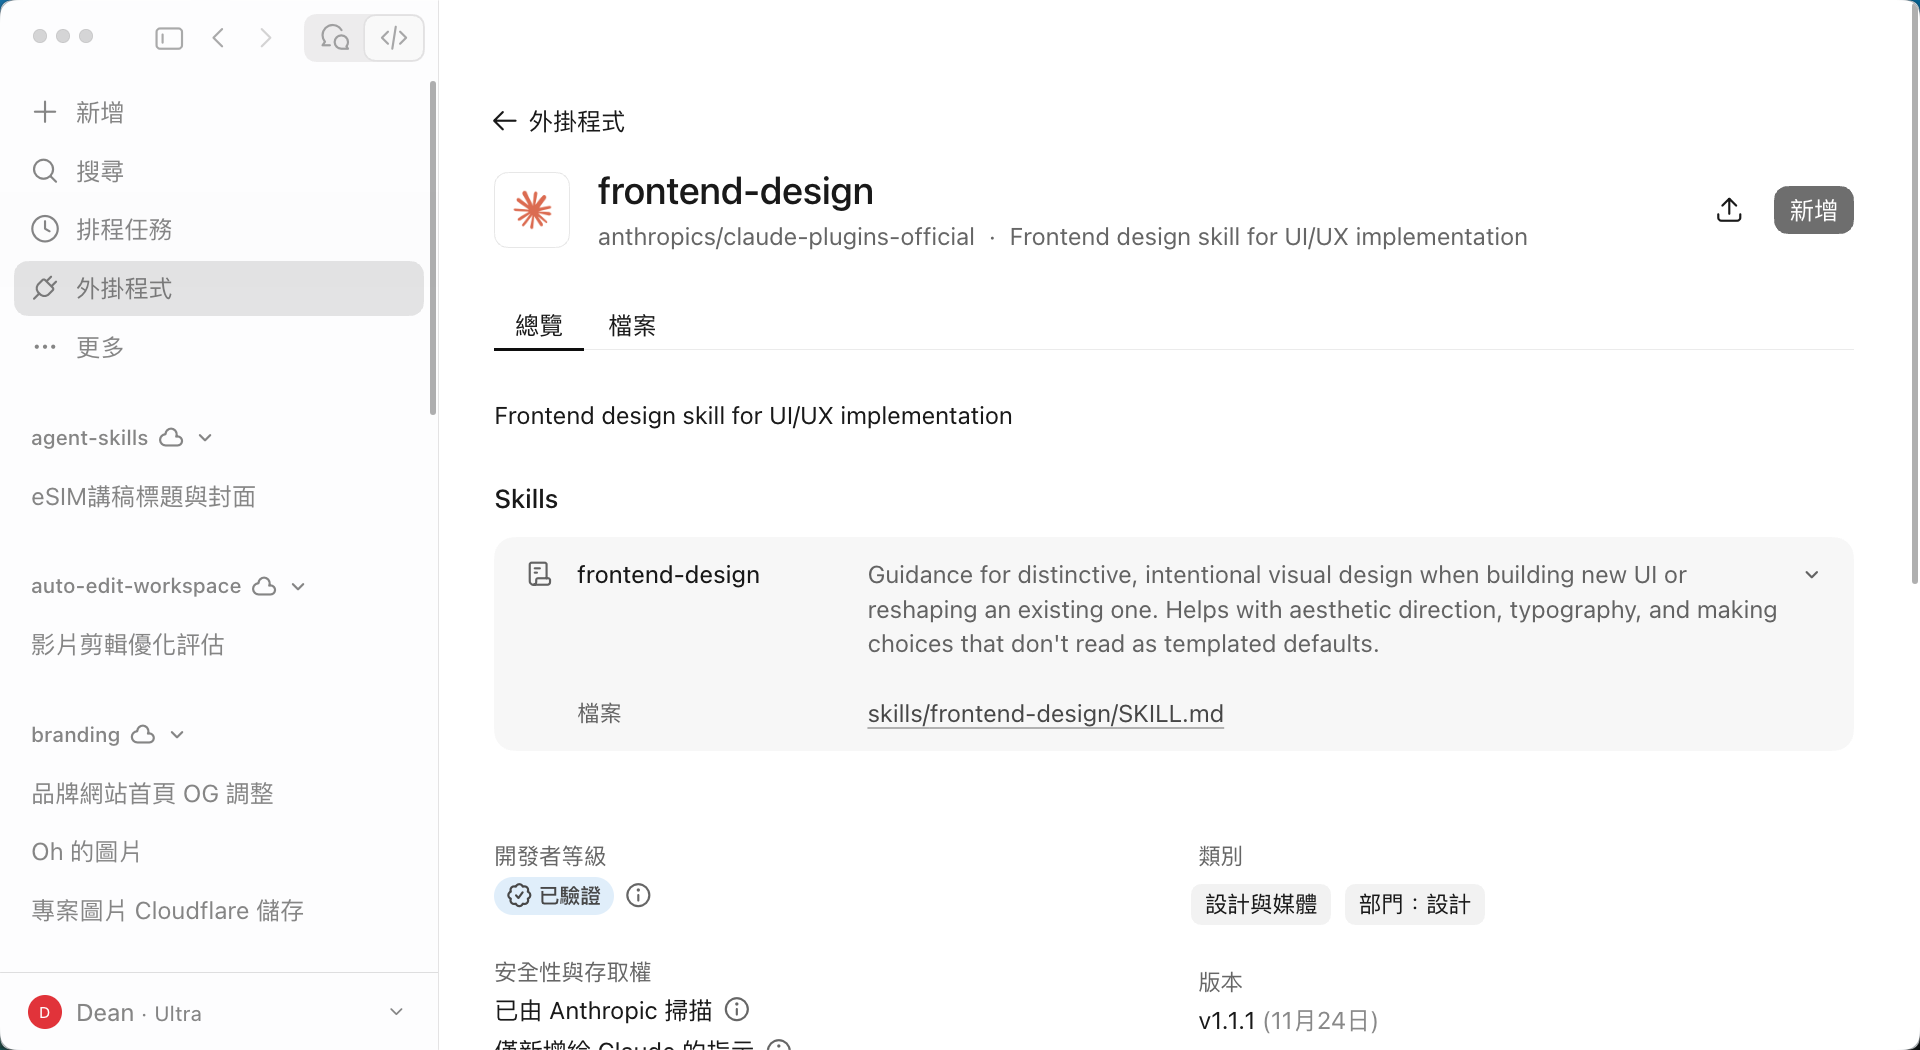 新增
搜尋
排程任務
外掛程式
更多
agent-skills
eSIM講稿標題與封面
auto-edit-workspace
影片剪輯優化評估
branding
品牌網站首頁 OG 調整
Oh 的圖片
專案圖片 Cloudflare 儲存
D
Dean · Ultra
外掛程式
frontend-design
anthropics/claude-plugins-official · Frontend design skill for UI/UX implementation
新增
總覽
檔案
Frontend design skill for UI/UX implementation
Skills
frontend-design
Guidance for distinctive, intentional visual design when building new UI or
reshaping an existing one. Helps with aesthetic direction, typography, and making
choices that don't read as templated defaults.
檔案
skills/frontend-design/SKILL.md
開發者等級
已驗證
安全性與存取權
已由 Anthropic 掃描
僅新增給 Claude 的指示
類別
設計與媒體
部門：設計
版本
v1.1.1 (11月24日)